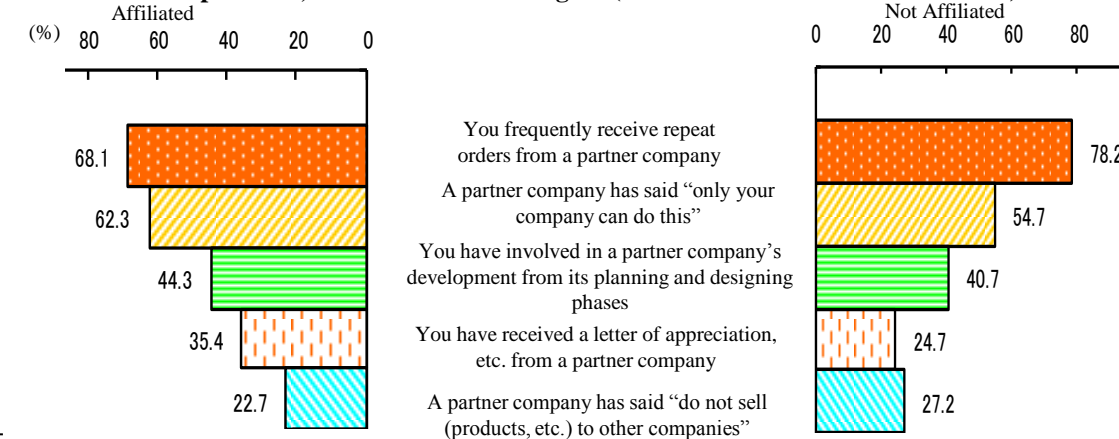 Affiliated
Not Affiliated
(%) 80 60 40 20 0
0 20 40 60 80
68.1
You frequently receive repeat
orders from a partner company
78.2
62.3
A partner company has said “only your
company can do this”
54.7
44.3
You have involved in a partner company’s
development from its planning and designing
phases
40.7
35.4
You have received a letter of appreciation,
etc. from a partner company
24.7
22.7
A partner company has said “do not sell
(products, etc.) to other companies”
27.2